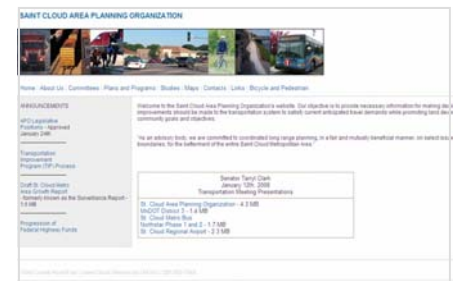 SAINT CLOUD AREA PLANNING ORGANIZATION
Home About Us Committees Plans and Programs Studies Maps Contacts Links Bicycle and Pedestrian
ANNOUNCEMENTS
APO Legislative
Positions - Approved
January 24th
Transportation
Improvement
Program (TIP) Process
Draft St. Cloud Metro
Area Growth Report
- formerly known as the Surveillance Report -
1.6 MB
Progression of
Federal Highway Funds
Welcome to the Saint Cloud Area Planning Organization's website. Our objective is to provide necessary information for making de
improvements should be made to the transportation system to satisfy current anticipated travel demands while promoting land dev
community goals and objectives.
"As an advisory body, we are committed to coordinated long range planning, in a fair and mutually beneficial manner, on select issue
boundaries, for the betterment of the entire Saint Cloud Metropolitan Area."
Senator Tarryl Clark
January 12th, 2008
Transportation Meeting Presentations
St. Cloud Area Planning Organization - 4.3 MB
MnDOT District 3 - 1.4 MB
St. Cloud Metro Bus
Northstar Phase 1 and 2 - 1.7 MB
St. Cloud Regional Airport - 2.3 MB